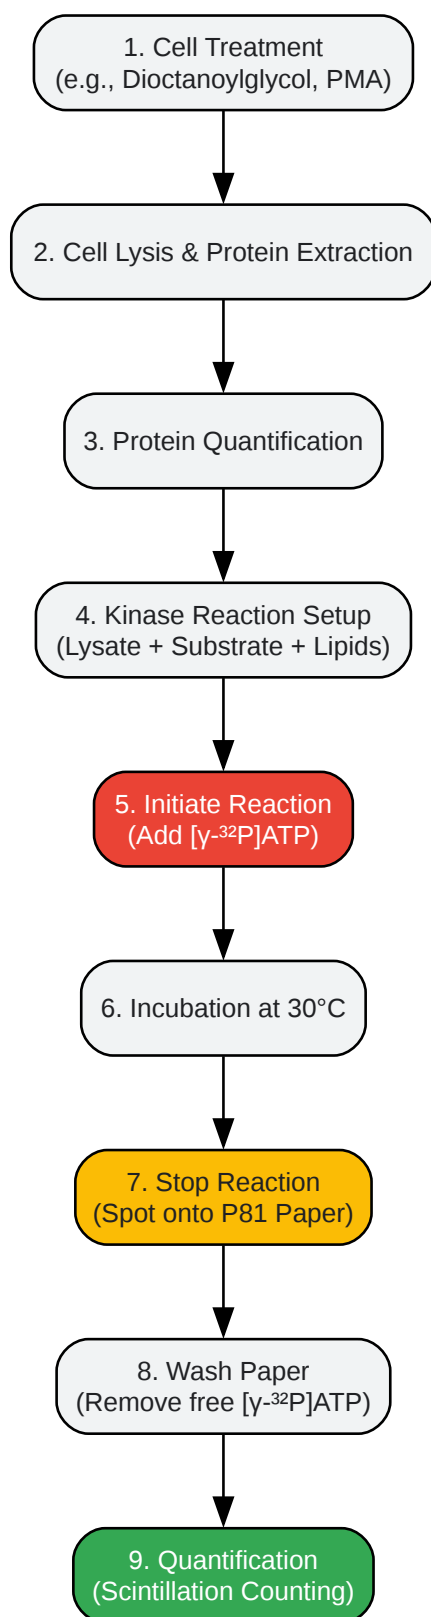 1. Cell Treatment
(e.g., Dioctanoylglycol, PMA)
2. Cell Lysis & Protein Extraction
3. Protein Quantification
4. Kinase Reaction Setup
(Lysate + Substrate + Lipids)
5. Initiate Reaction
(Add [γ-³²P]ATP)
6. Incubation at 30°C
7. Stop Reaction
(Spot onto P81 Paper)
8. Wash Paper
(Remove free [γ-³²P]ATP)
9. Quantification
(Scintillation Counting)